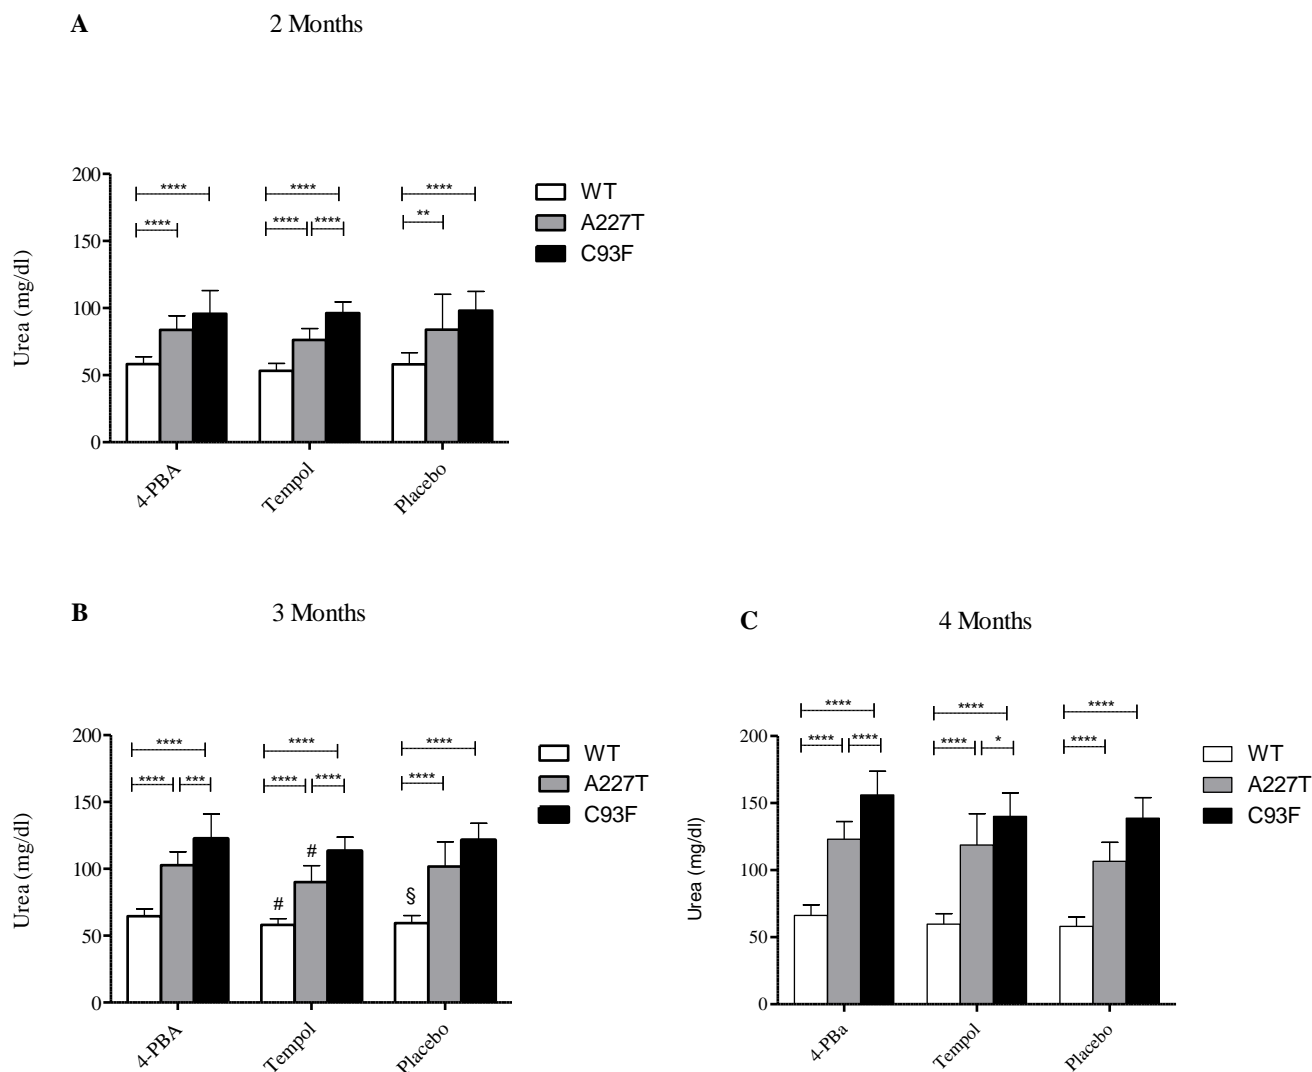 A 2 Months
Urea (mg/dl)
200
150
100
50
0
**** **** ****
**** **** **** **
WT
A227T
C93F
4-PBA Tempol Placebo
B 3 Months
Urea (mg/dl)
200
150
100
50
0
**** **** ****
**** *** **** **** ****
# # §
WT
A227T
C93F
4-PBA Tempol Placebo
C 4 Months
Urea (mg/dl)
200
150
100
50
0
**** **** ****
**** **** **** * ****
WT
A227T
C93F
4-PBa Tempol Placebo